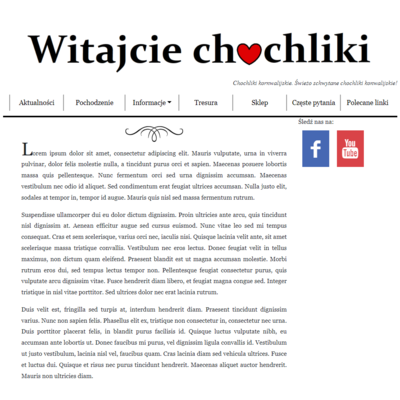 Witajcie chochliki
Chochliki kornwalijskie. Świeżo schwytane chochliki kornwalijskie!
Aktualności
Pochodzenie
Informacje
Tresura
Sklep
Częste pytania
Polecane linki
Śledź nas na:
f
You Tube
Lorem ipsum dolor sit amet, consectetur adipiscing elit. Mauris vulputate, urna in viverra
pulvinar, dolor felis molestie nulla, a tincidunt purus orci et sapien. Maecenas posuere lobortis
massa quis pellentesque. Nunc fermentum orci sed urna dignissim accumsan. Maecenas
vestibulum nec odio id aliquet. Sed condimentum erat feugiat ultrices accumsan. Nulla justo elit,
sodales at tempor in, tempor id augue. Mauris quis nisl sed massa fermentum rutrum.
Suspendisse ullamcorper dui eu dolor dictum dignissim. Proin ultricies ante arcu, quis tincidunt
nisl dignissim at. Aenean efficitur augue sed cursus euismod. Nunc vitae leo sed mi tempus
consequat. Cras et sem scelerisque, varius orci nec, iaculis nisi. Quisque lacinia velit ante, sit amet
scelerisque massa tristique convallis. Vestibulum nec eros lectus. Donec feugiat velit in tellus
maximus, non dictum quam eleifend. Praesent blandit est ut magna accumsan molestie. Morbi
rutrum eros dui, sed tempus lectus tempor non. Pellentesque feugiat consectetur purus, quis
vulputate arcu dignissim vitae. Fusce hendrerit diam libero, et feugiat magna congue sed. Integer
tristique in nisl vitae porttitor. Sed ultrices dolor nec erat lacinia rutrum.
Duis velit est, fringilla sed turpis at, interdum hendrerit diam. Praesent tincidunt dignissim
varius. Nunc non sapien felis. Phasellus elit ex, tristique non consectetur in, consectetur nec urna.
Duis porttitor placerat felis, in blandit purus facilisis id. Quisque luctus vulputate nibh, eu
accumsan ante lobortis ut. Donec faucibus mi purus, vel dignissim ligula convallis id. Vestibulum
ut justo vestibulum, lacinia nisl vel, faucibus quam. Cras lacinia diam sed vehicula ultrices. Fusce
et luctus dui. Quisque et risus nec purus tincidunt hendrerit. Maecenas aliquet auctor hendrerit.
Mauris non ultricies diam.